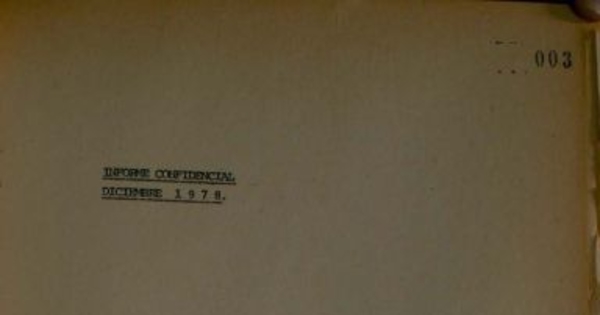 003
INFORME CONFIDENCIAL
DICIEMBRE 1 9 7 8.